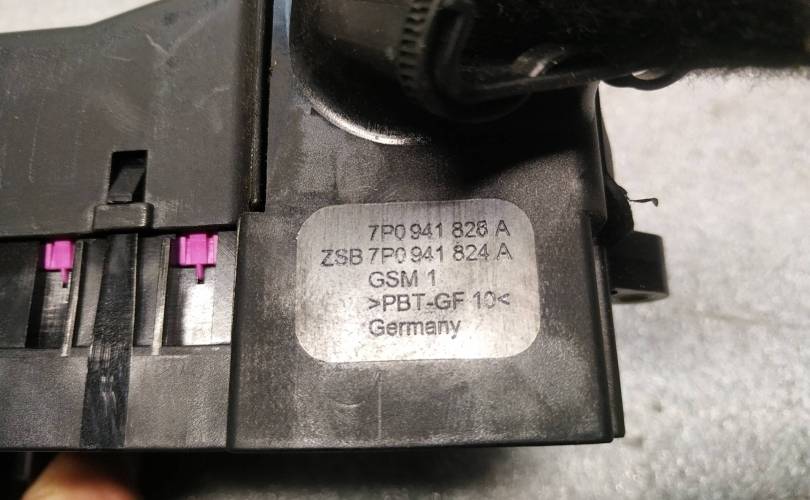 7P0 941 826 A
ZSB 7P0 941 824 A
GSM 1
>PBT-GF 10<
Germany